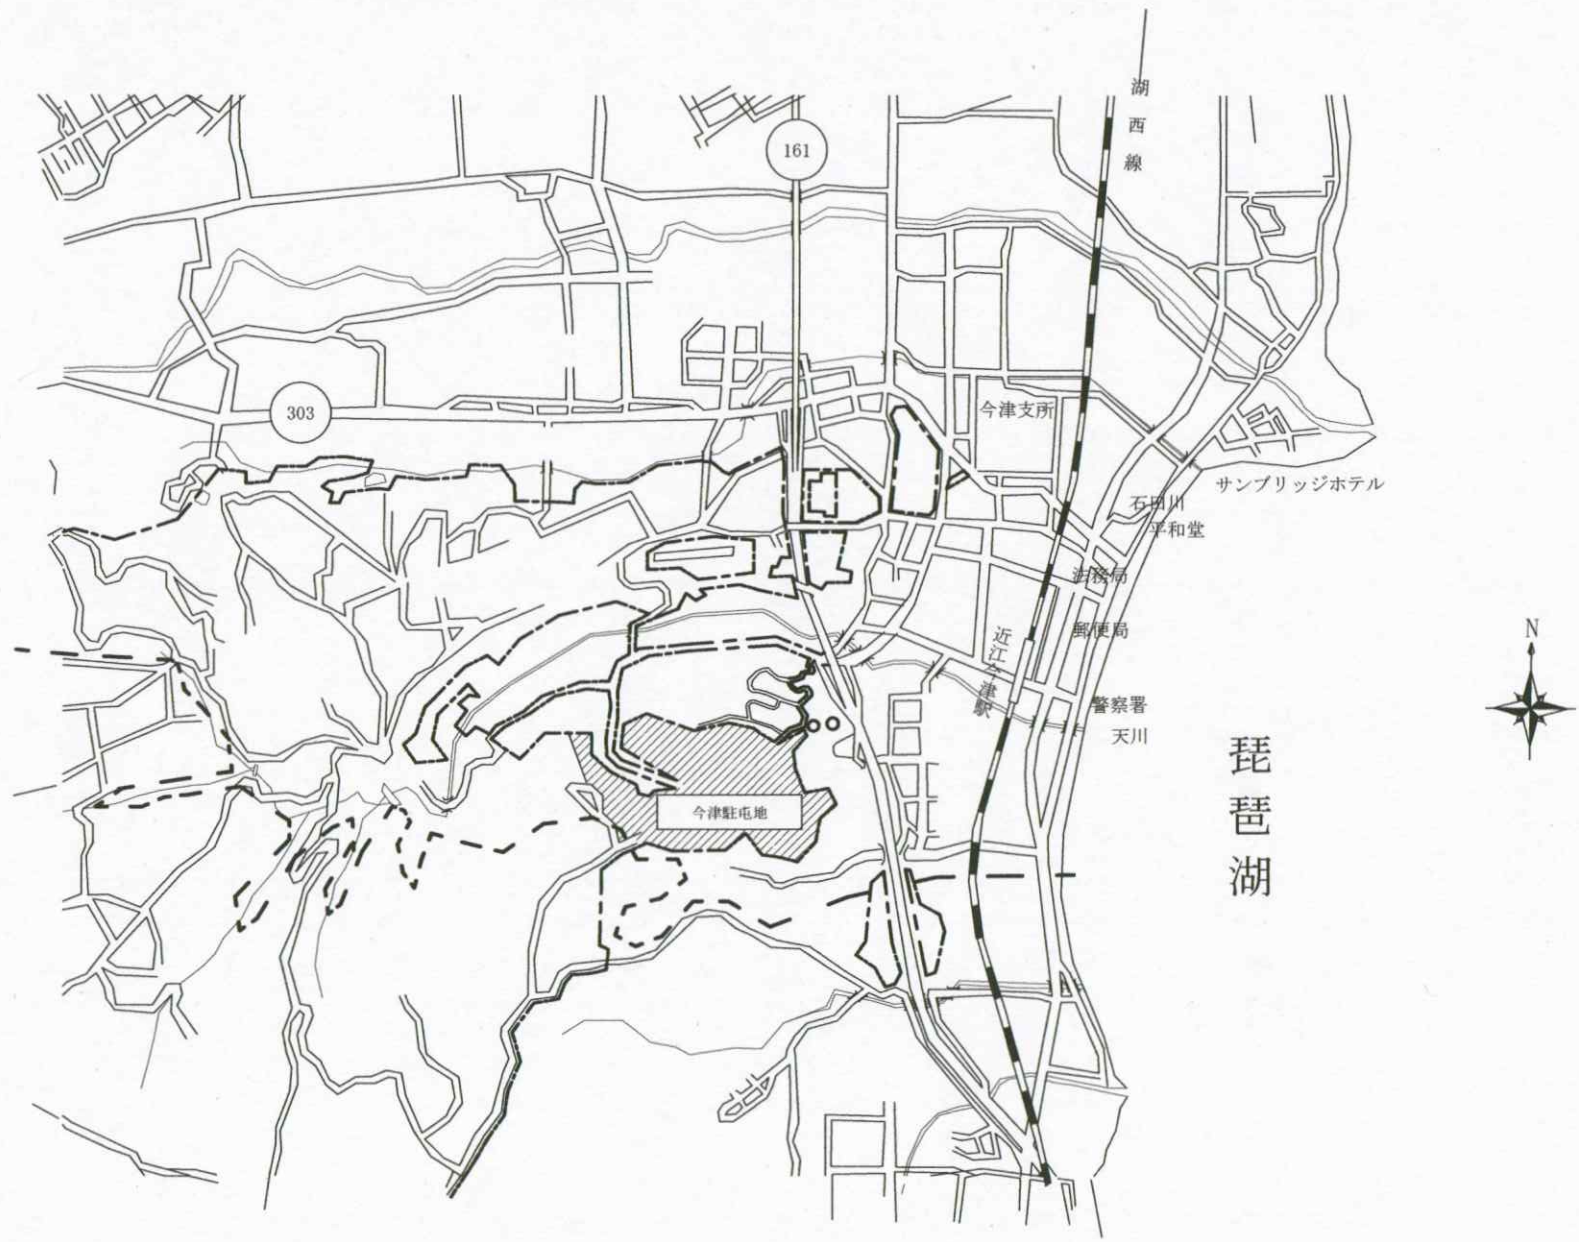 湖西線
161
303
今津支所
サンブリッジホテル
石田川
平和堂
法務局
郵便局
近江今津駅
警察署
天川
今津駐屯地
琵琶湖
N